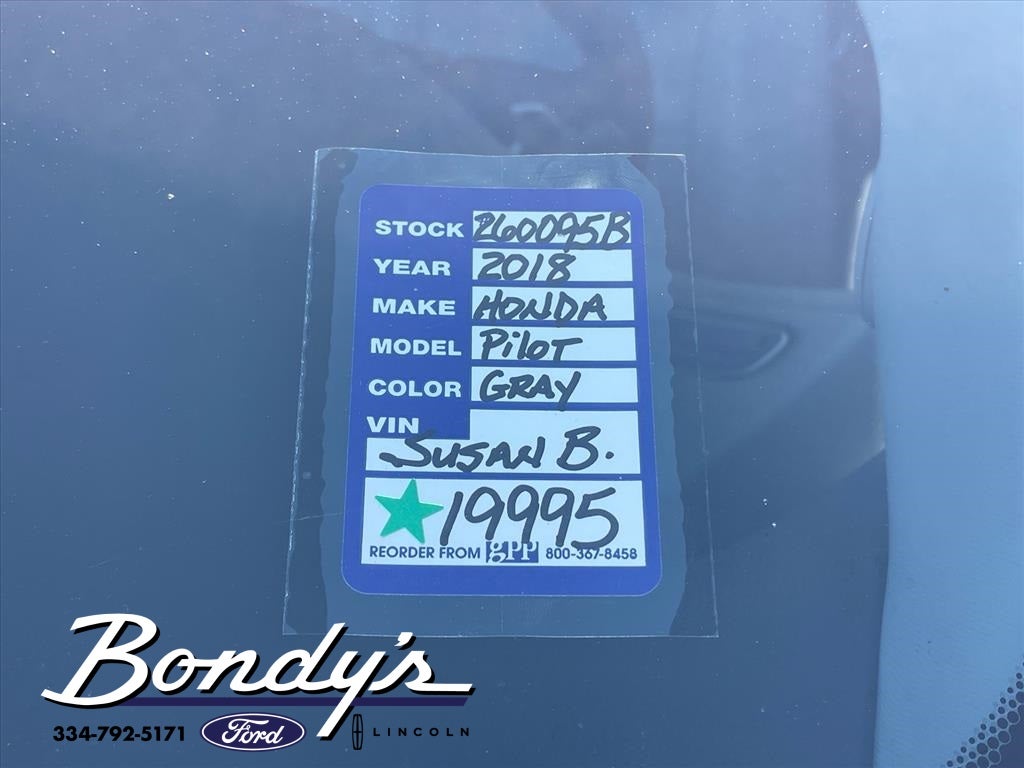 STOCK 260095B
YEAR 2018
MAKE HONDA
MODEL Pilot
COLOR GRAY
VIN
SUSAN B.
19995
REORDER FROM gPP 800-367-8458
Bondy's
334-792-5171 Ford LINCOLN